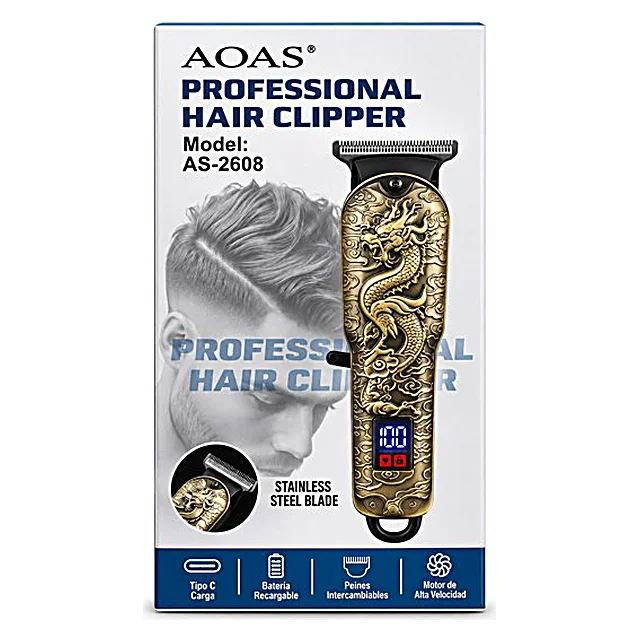 AOAS®
PROFESSIONAL
HAIR CLIPPER
Model:
AS-2608
PROFESSIONAL
HAIR CLIPPER
100
STAINLESS
STEEL BLADE
Tipo C
Carga
Batería
Recargable
Peines
Intercambiables
Motor de
Alta Velocidad